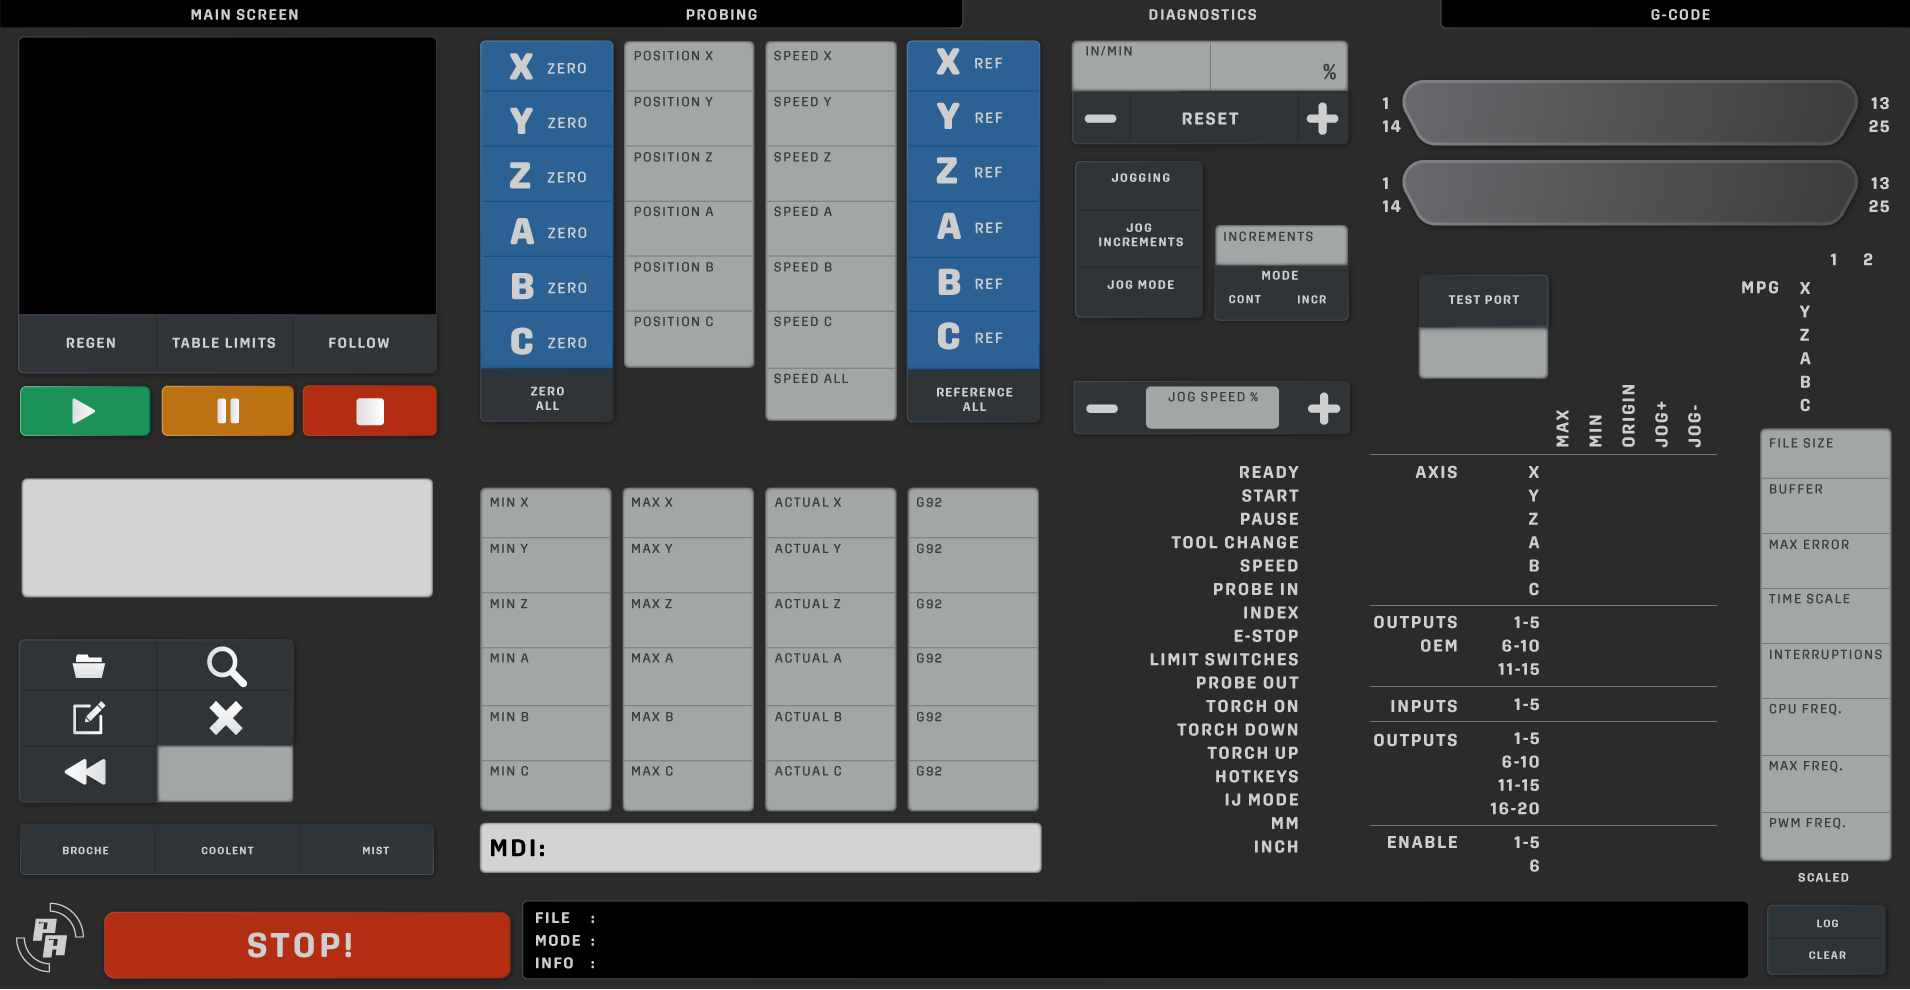 MAIN SCREEN
PROBING
DIAGNOSTICS
G-CODE
REGEN
TABLE LIMITS
FOLLOW
X ZERO
Y ZERO
Z ZERO
A ZERO
B ZERO
C ZERO
ZERO
ALL
POSITION X
POSITION Y
POSITION Z
POSITION A
POSITION B
POSITION C
SPEED X
SPEED Y
SPEED Z
SPEED A
SPEED B
SPEED C
SPEED ALL
X REF
Y REF
Z REF
A REF
B REF
C REF
REFERENCE
ALL
IN/MIN
%
RESET
JOGGING
JOG
INCREMENTS
JOG MODE
INCREMENTS
MODE
CONT INCR
JOG SPEED %
1 13
14 25
1 13
14 25
TEST PORT
1 2
MPG X
Y
Z
A
B
C
MIN X
MIN Y
MIN Z
MIN A
MIN B
MIN C
MAX X
MAX Y
MAX Z
MAX A
MAX B
MAX C
ACTUAL X
ACTUAL Y
ACTUAL Z
ACTUAL A
ACTUAL B
ACTUAL C
G92
G92
G92
G92
G92
G92
MDI:
READY
START
PAUSE
TOOL CHANGE
SPEED
PROBE IN
INDEX
E-STOP
LIMIT SWITCHES
PROBE OUT
TORCH ON
TORCH DOWN
TORCH UP
HOTKEYS
IJ MODE
MM
INCH
MAX
MIN
ORIGIN
JOG+
JOG-
AXIS X
Y
Z
A
B
C
OUTPUTS 1-5
OEM 6-10
11-15
INPUTS 1-5
OUTPUTS 1-5
6-10
11-15
16-20
ENABLE 1-5
6
FILE SIZE
BUFFER
MAX ERROR
TIME SCALE
INTERRUPTIONS
CPU FREQ.
MAX FREQ.
PWM FREQ.
SCALED
BROCHE
COOLENT
MIST
PA
STOP!
FILE :
MODE :
INFO :
LOG
CLEAR